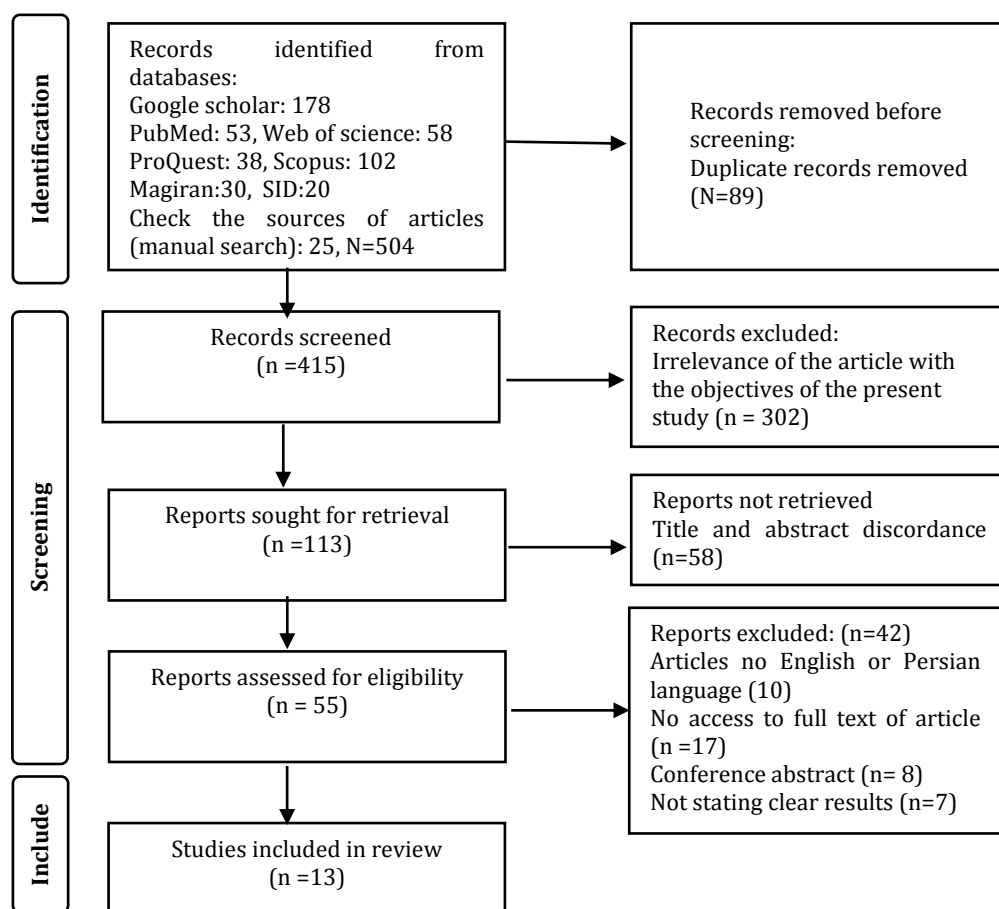 Identification
Records identified from
databases:
Google scholar: 178
PubMed: 53, Web of science: 58
ProQuest: 38, Scopus: 102
Magiran:30, SID:20
Check the sources of articles
(manual search): 25, N=504
Records removed before
screening:
Duplicate records removed
(N=89)
Screening
Records screened
(n =415)
Records excluded:
Irrelevance of the article with
the objectives of the present
study (n = 302)
Reports sought for retrieval
(n =113)
Reports not retrieved
Title and abstract discordance
(n=58)
Reports assessed for eligibility
(n = 55)
Reports excluded: (n=42)
Articles no English or Persian
language (10)
No access to full text of article
(n =17)
Conference abstract (n= 8)
Not stating clear results (n=7)
Include
Studies included in review
(n =13)